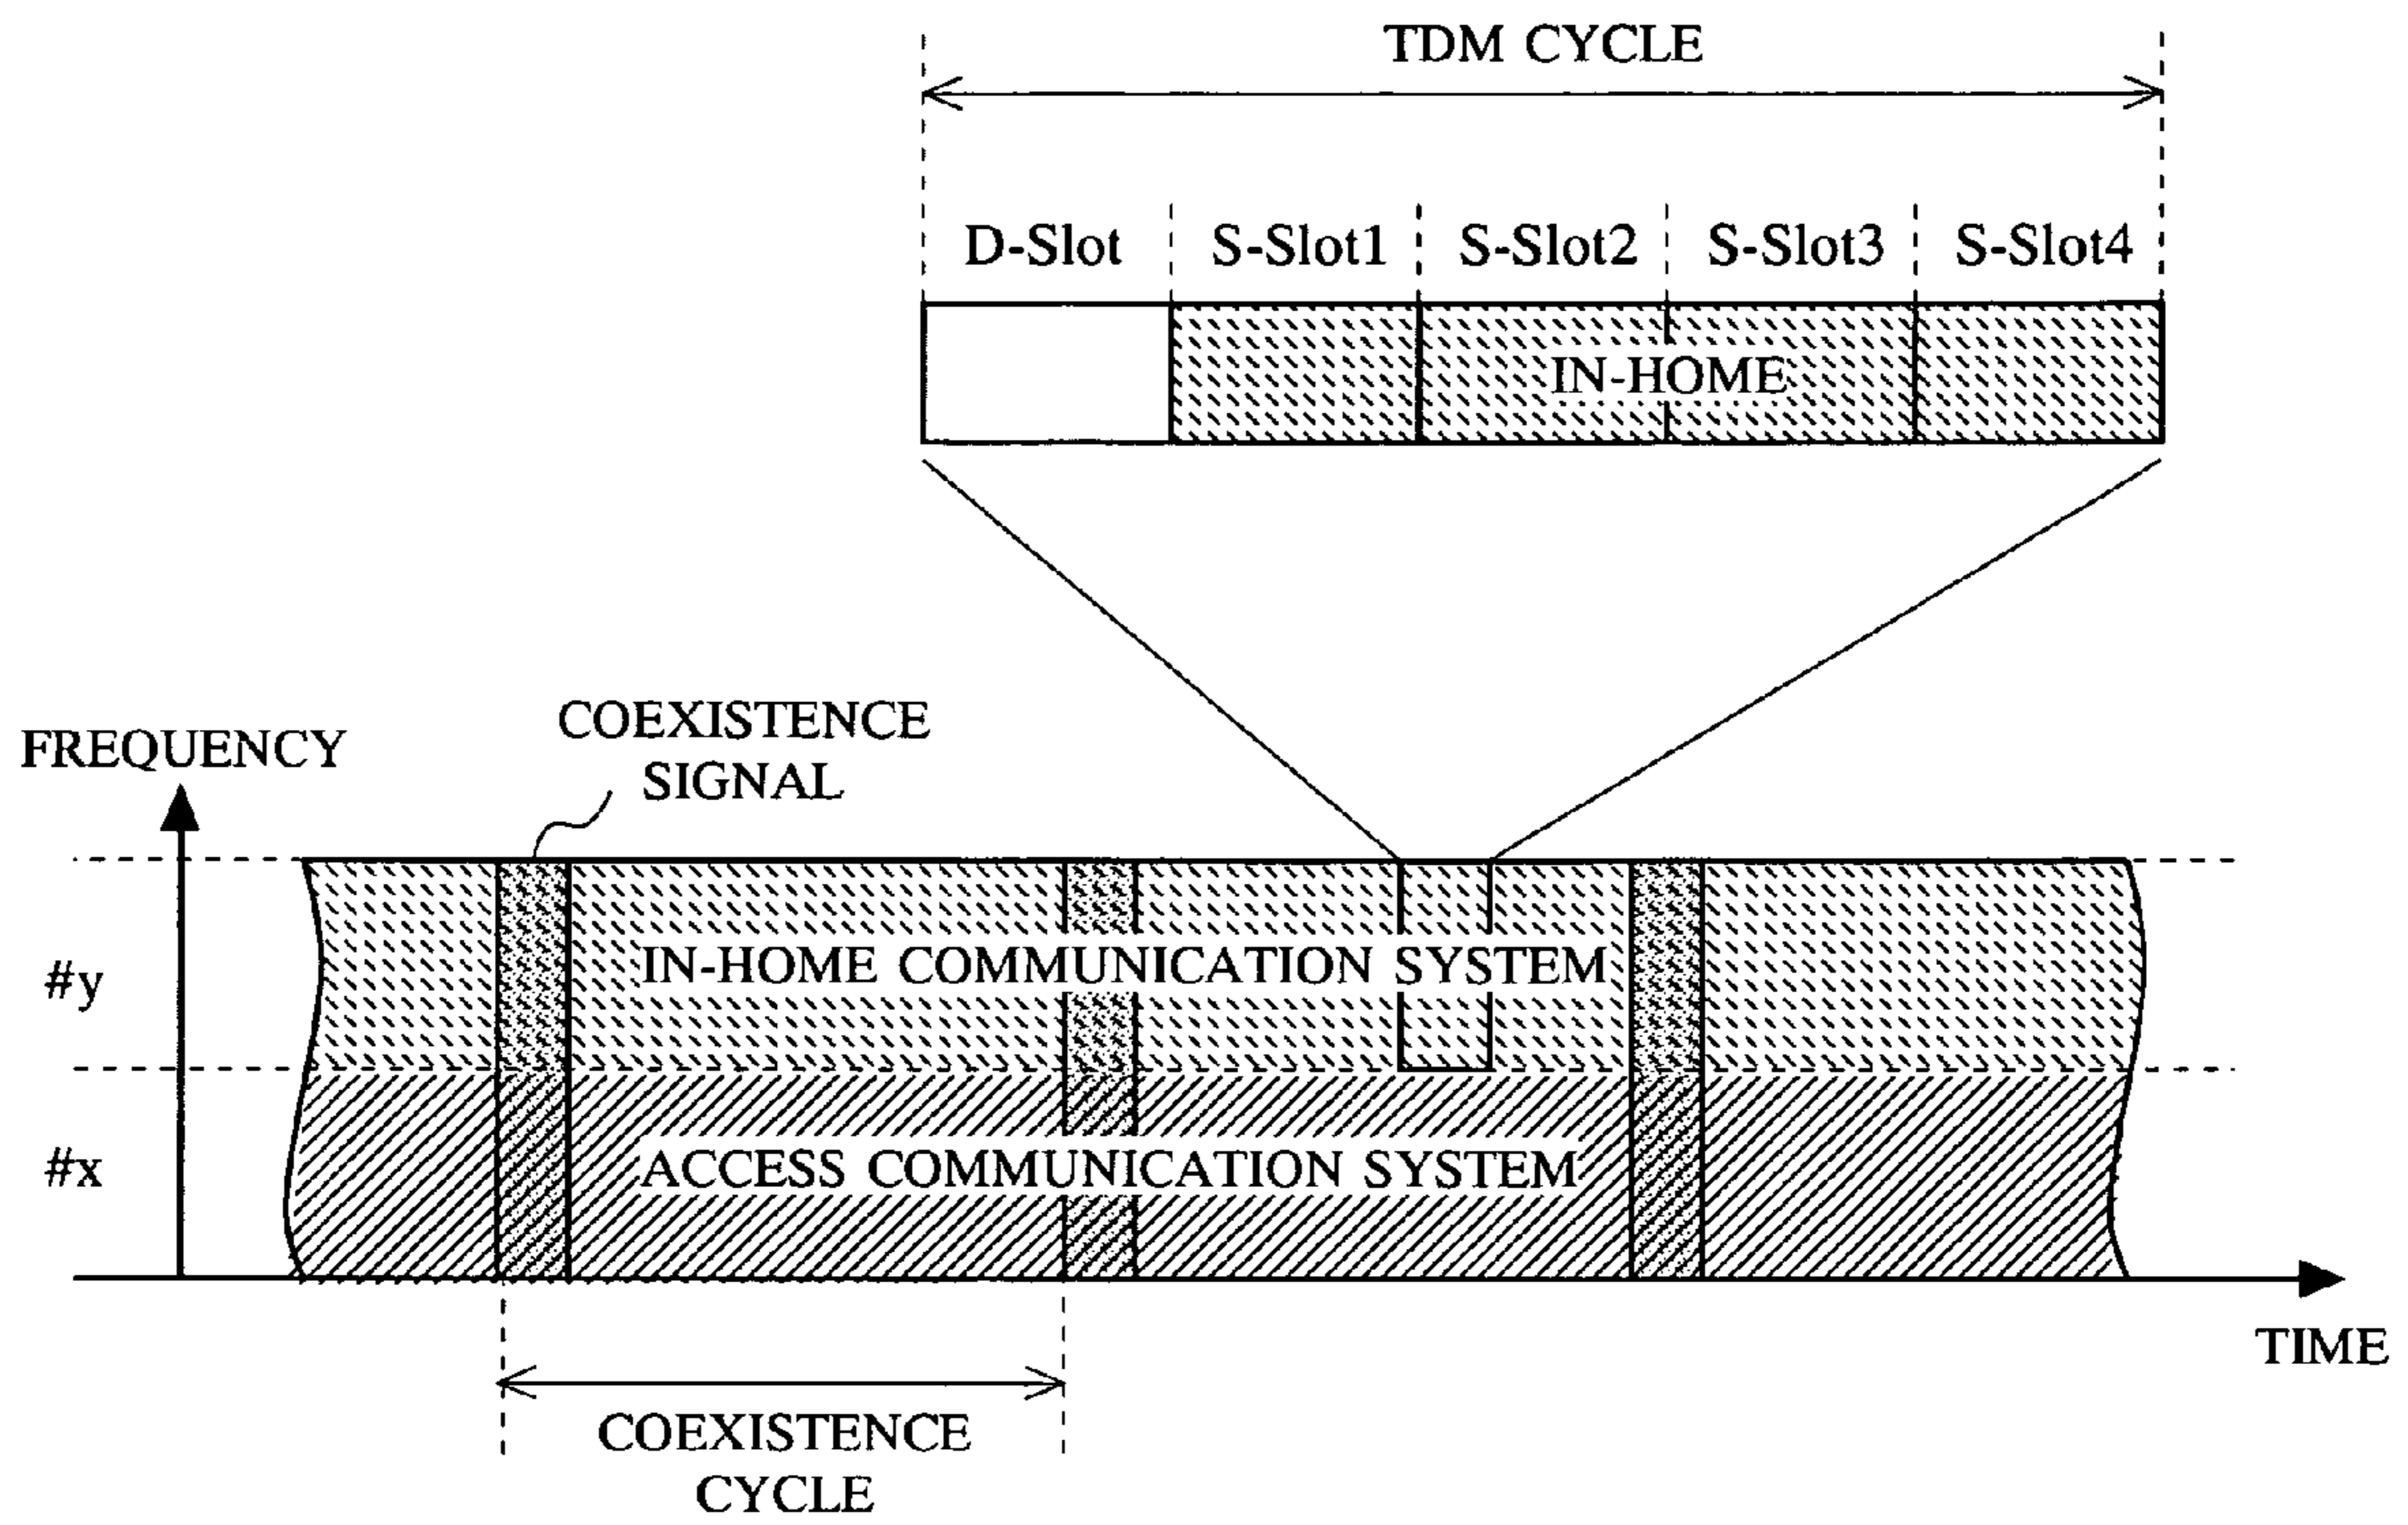 TDM CYCLE
D-Slot S-Slot1 S-Slot2 S-Slot3 S-Slot4
IN-HOME
COEXISTENCE
SIGNAL
FREQUENCY
IN-HOME COMMUNICATION SYSTEM
#y
ACCESS COMMUNICATION SYSTEM
#x
TIME
COEXISTENCE
CYCLE